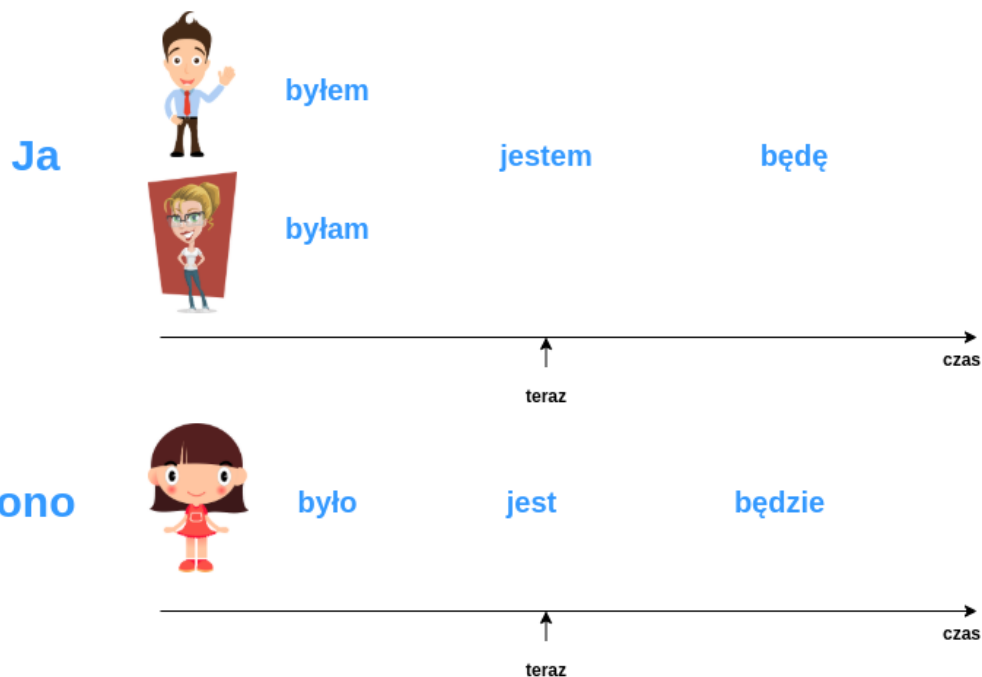 byłem
Ja jestem będę
byłam
czas
teraz
ono było jest będzie
czas
teraz